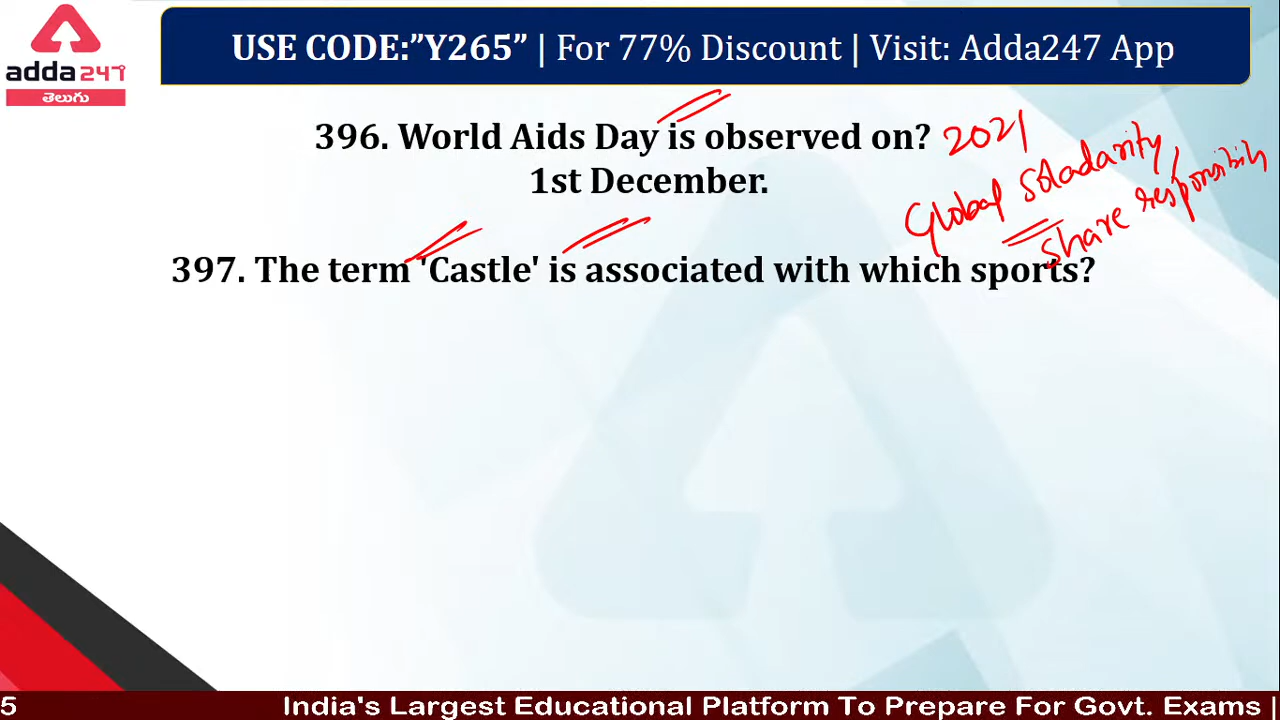 adda247
తెలుగు
USE CODE:”Y265” | For 77% Discount | Visit: Adda247 App
396. World Aids Day is observed on?
1st December.
2021
Global Soladarity,
share responsibility
397. The term 'Castle' is associated with which sports?
5
India's Largest Educational Platform To Prepare For Govt. Exams |